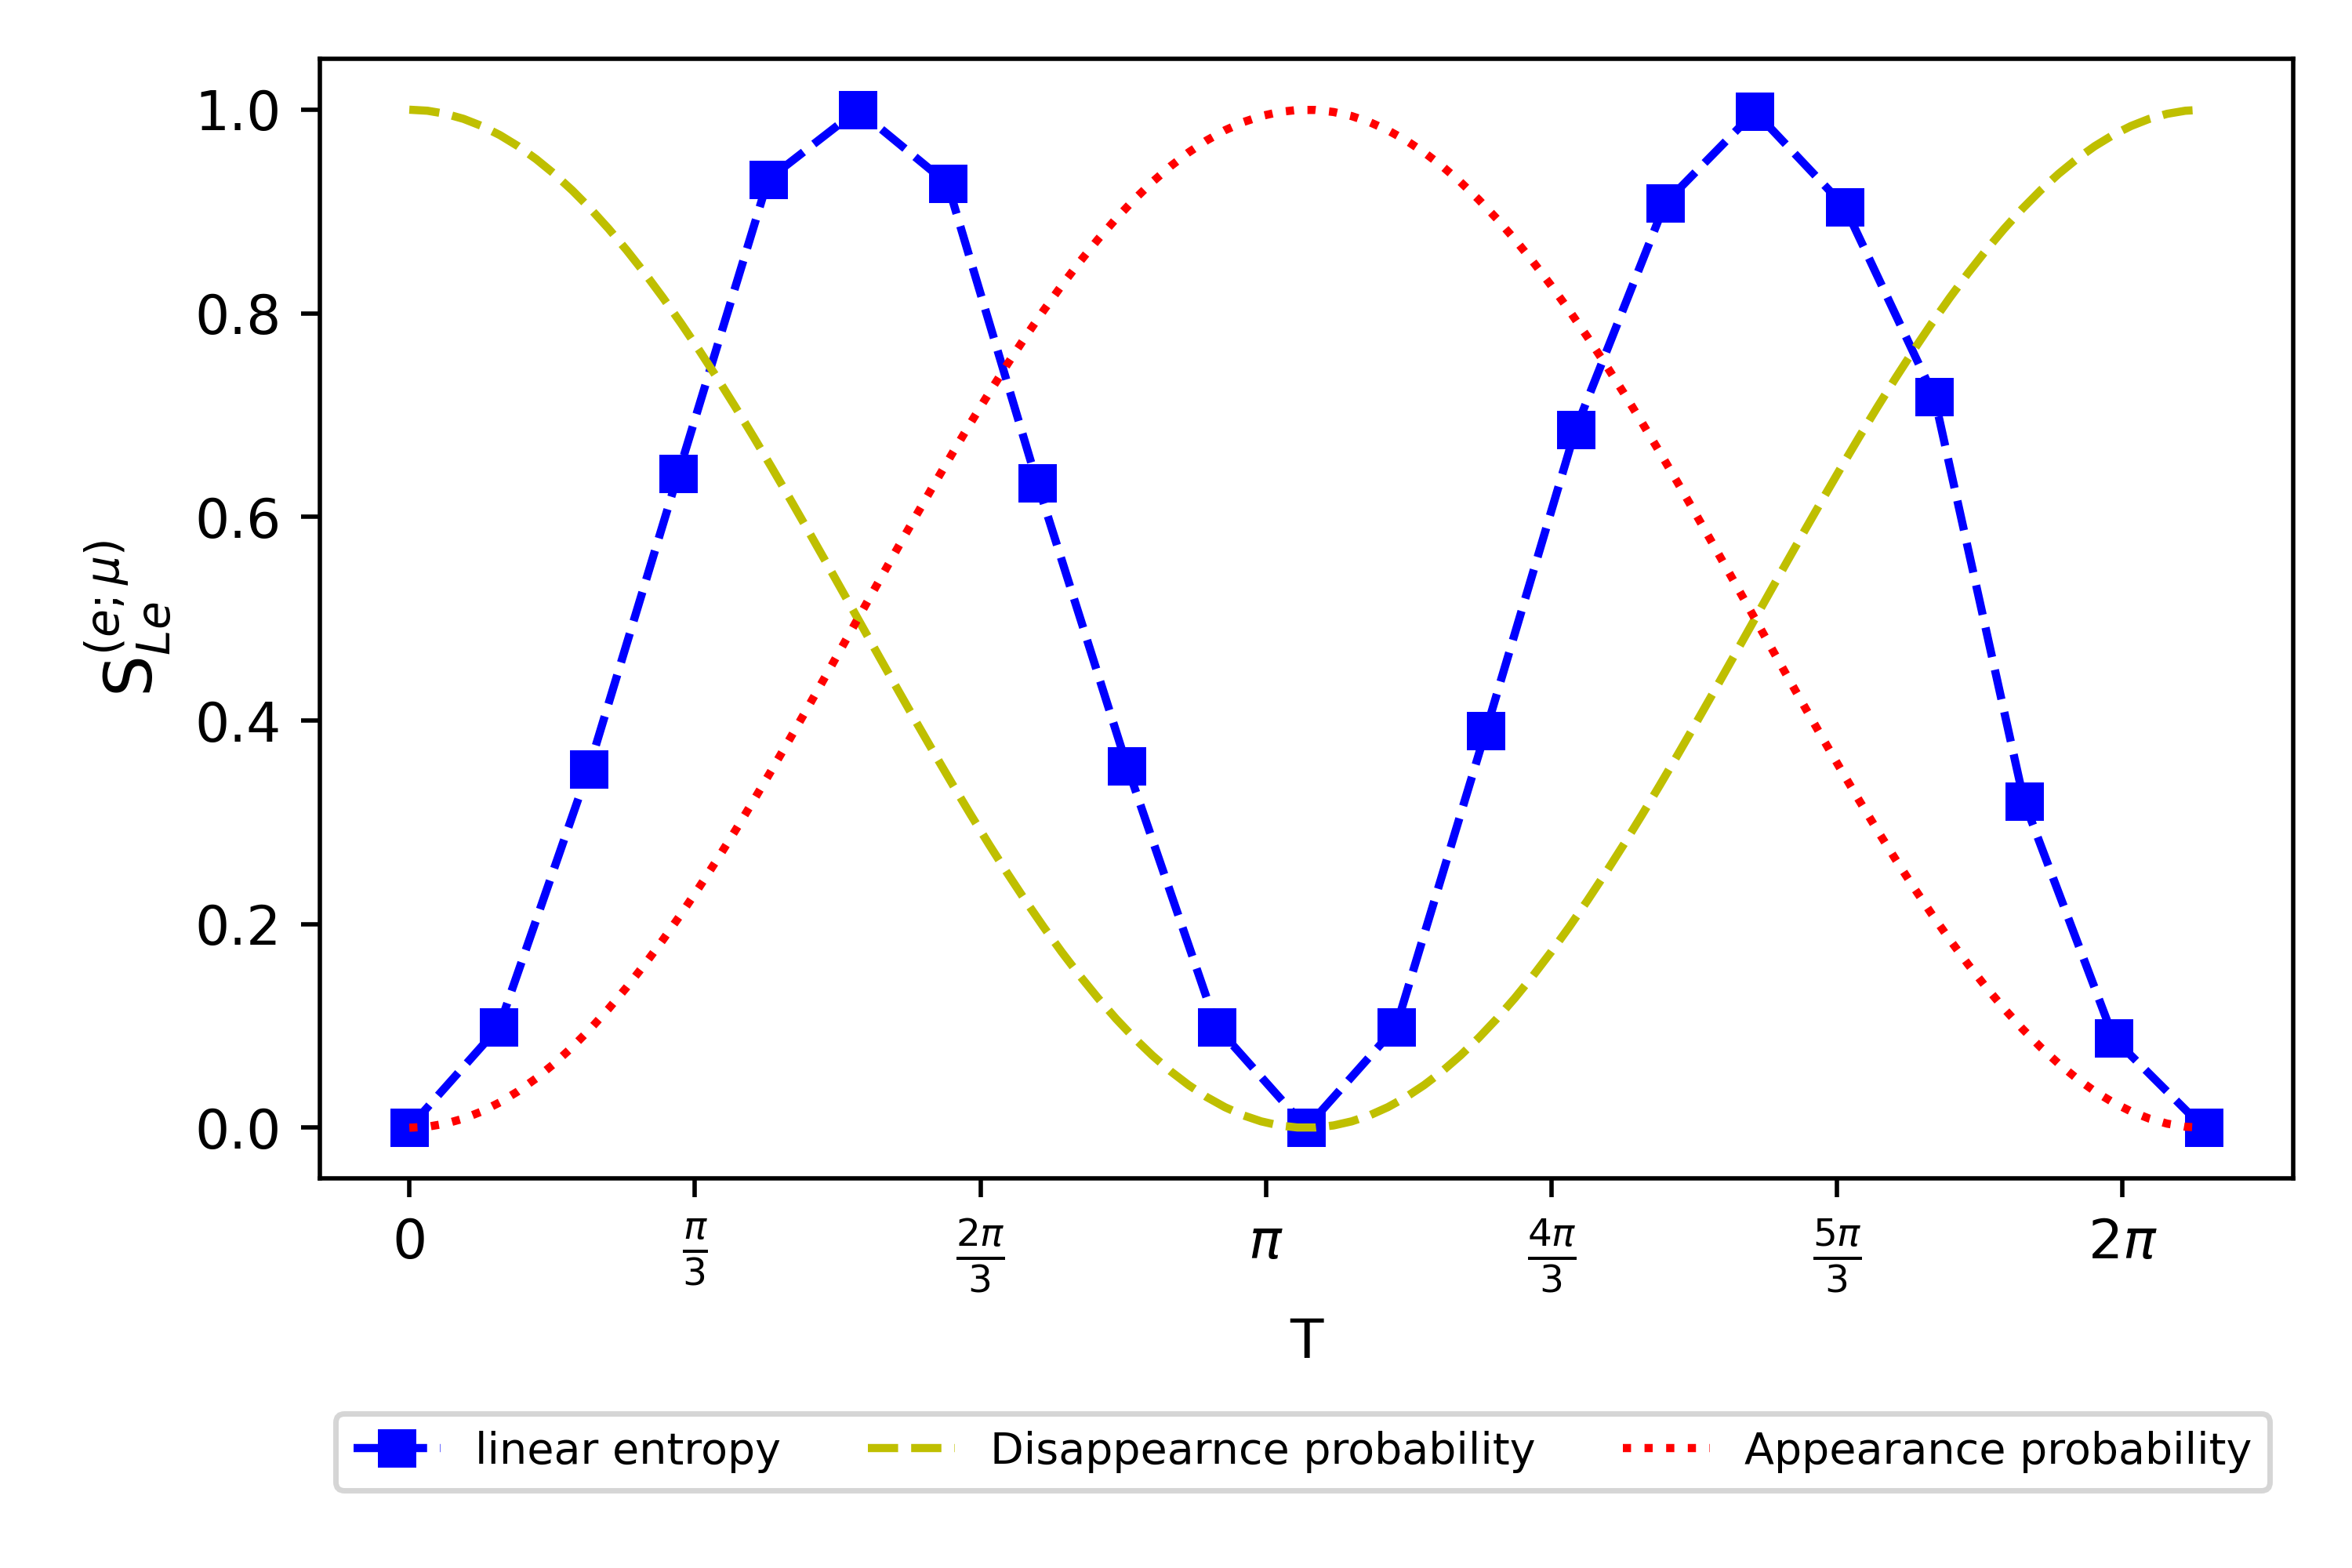 S_{Le}^{(e;μ)}
1.0
0.8
0.6
0.4
0.2
0.0
0 π/3 2π/3 π 4π/3 5π/3 2π
T
linear entropy Disappearnce probability Appearance probability